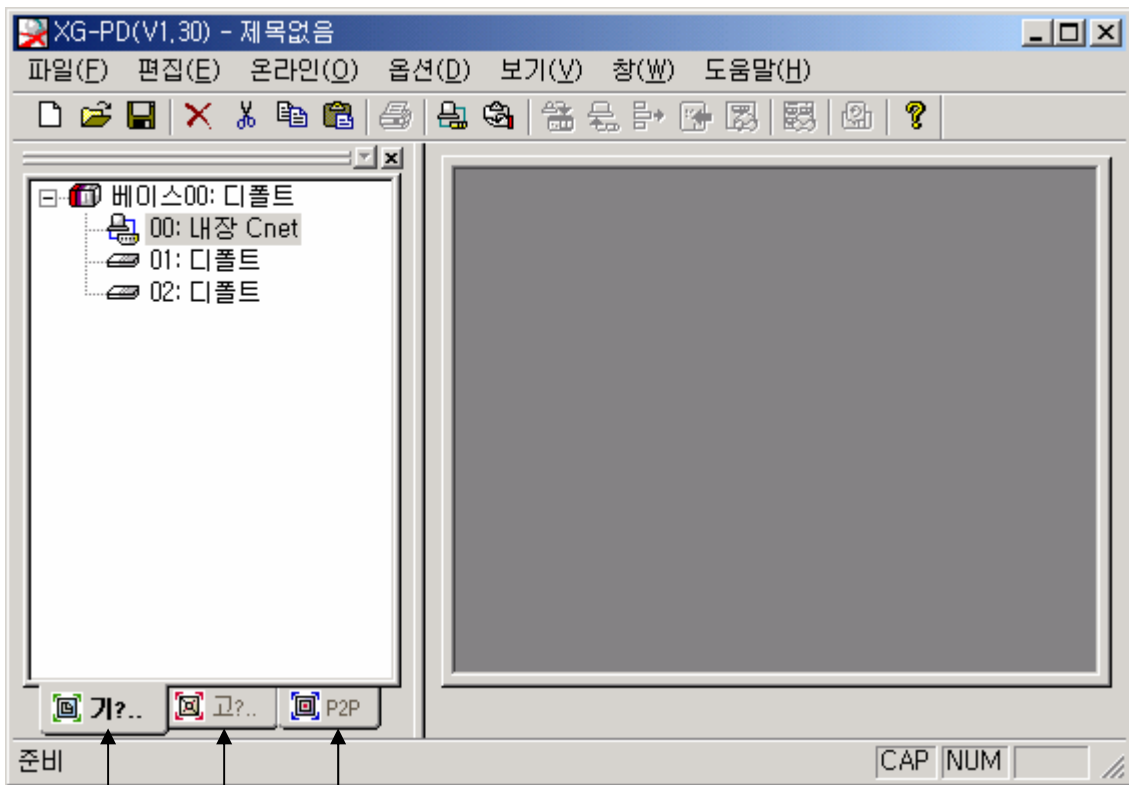 XG-PD(V1,30) - 제목없음
파일(F) 편집(E) 온라인(O) 옵션(D) 보기(V) 창(W) 도움말(H)
베이스00: 디폴트
00: 내장 Cnet
01: 디폴트
02: 디폴트
기?.. 고?.. P2P
준비 CAP NUM